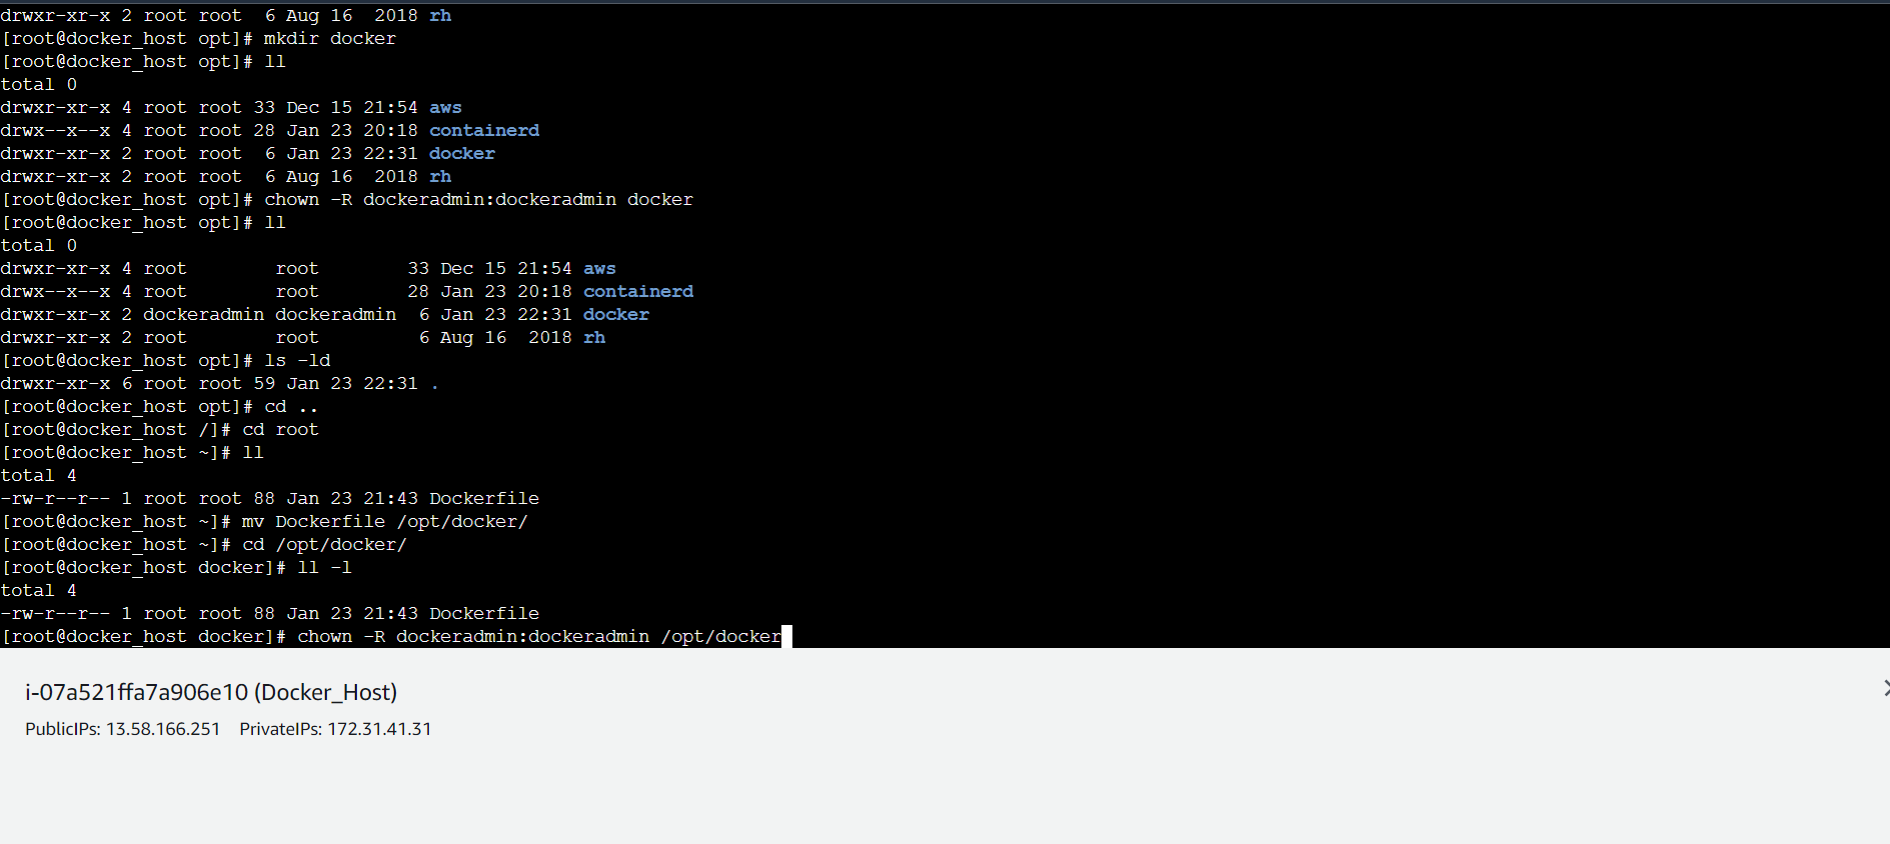 drwxr-xr-x 2 root root  6 Aug 16  2018 rh
[root@docker_host opt]# mkdir docker
[root@docker_host opt]# ll
total 0
drwxr-xr-x 4 root root 33 Dec 15 21:54 aws
drwx--x--x 4 root root 28 Jan 23 20:18 containerd
drwxr-xr-x 2 root root  6 Jan 23 22:31 docker
drwxr-xr-x 2 root root  6 Aug 16  2018 rh
[root@docker_host opt]# chown -R dockeradmin:dockeradmin docker
[root@docker_host opt]# ll
total 0
drwxr-xr-x 4 root        root        33 Dec 15 21:54 aws
drwx--x--x 4 root        root        28 Jan 23 20:18 containerd
drwxr-xr-x 2 dockeradmin dockeradmin  6 Jan 23 22:31 docker
drwxr-xr-x 2 root        root         6 Aug 16  2018 rh
[root@docker_host opt]# ls -ld
drwxr-xr-x 6 root root 59 Jan 23 22:31 .
[root@docker_host opt]# cd ..
[root@docker_host /]# cd root
[root@docker_host ~]# ll
total 4
-rw-r--r-- 1 root root 88 Jan 23 21:43 Dockerfile
[root@docker_host ~]# mv Dockerfile /opt/docker/
[root@docker_host ~]# cd /opt/docker/
[root@docker_host docker]# ll -l
total 4
-rw-r--r-- 1 root root 88 Jan 23 21:43 Dockerfile
[root@docker_host docker]# chown -R dockeradmin:dockeradmin /opt/docker
i-07a521ffa7a906e10 (Docker_Host)
PublicIPs: 13.58.166.251    PrivateIPs: 172.31.41.31